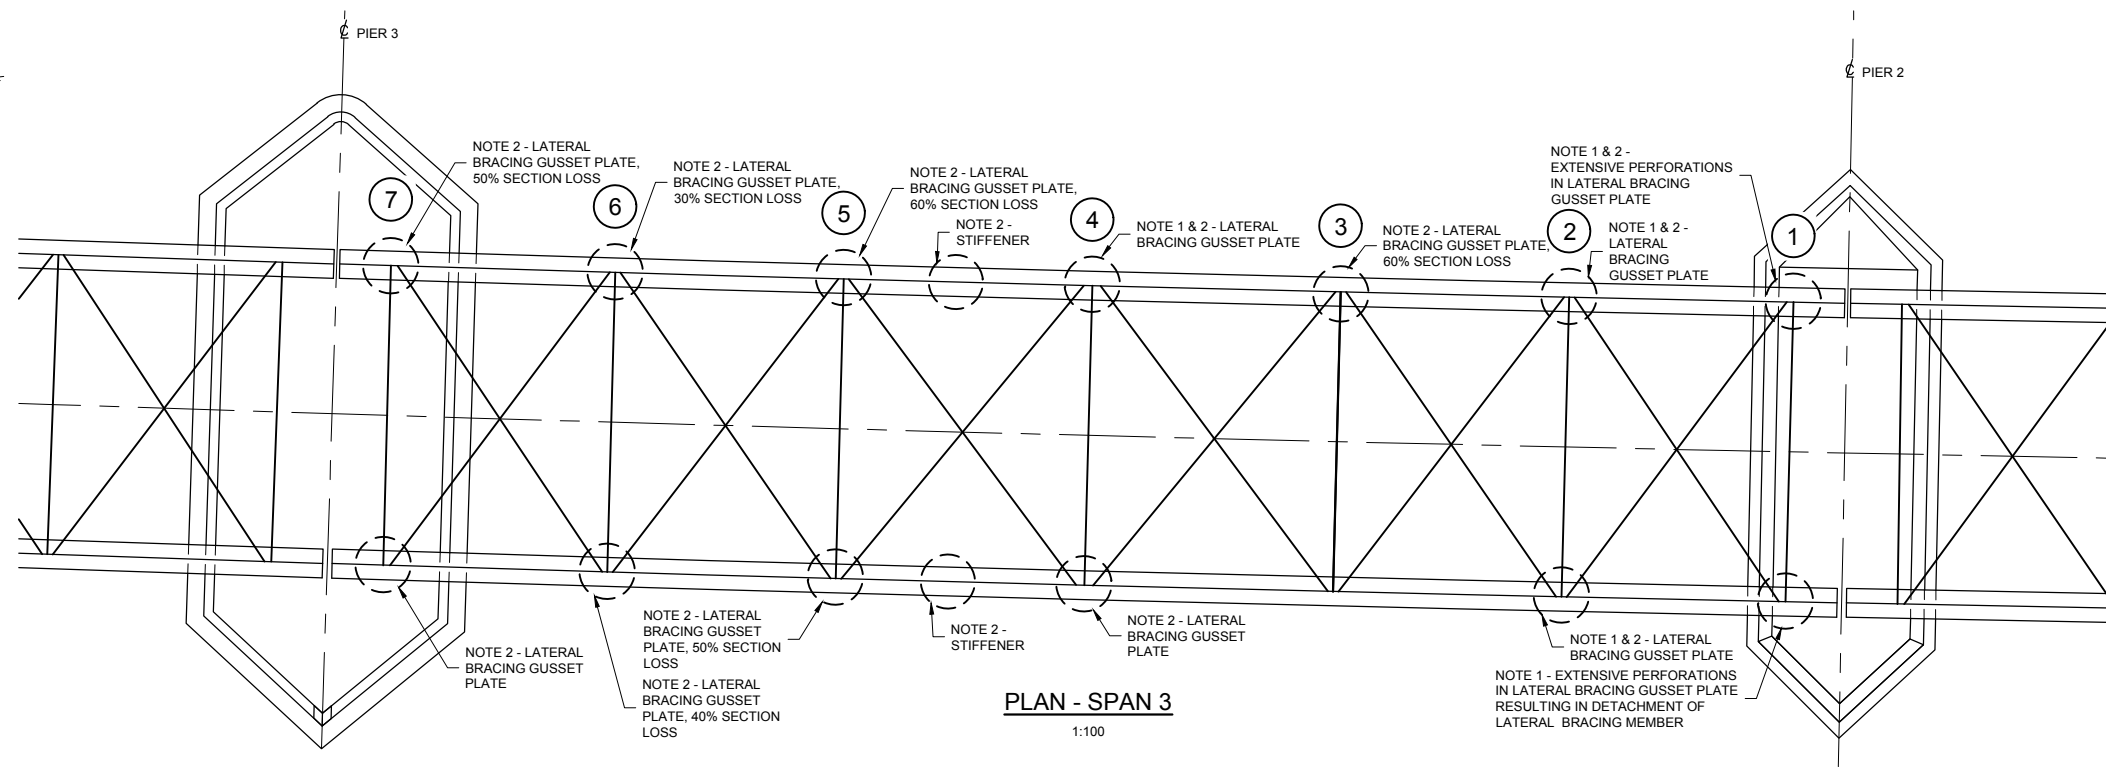 ℄ PIER 3
℄ PIER 2
NOTE 2 - LATERAL
BRACING GUSSET PLATE,
50% SECTION LOSS
NOTE 2 - LATERAL
BRACING GUSSET PLATE,
30% SECTION LOSS
NOTE 2 - LATERAL
BRACING GUSSET PLATE,
60% SECTION LOSS
NOTE 2 -
STIFFENER
NOTE 1 & 2 - LATERAL
BRACING GUSSET PLATE
NOTE 2 - LATERAL
BRACING GUSSET PLATE,
60% SECTION LOSS
NOTE 1 & 2 -
EXTENSIVE PERFORATIONS
IN LATERAL BRACING
GUSSET PLATE
NOTE 1 & 2 -
LATERAL
BRACING
GUSSET PLATE
7
6
5
4
3
2
1
NOTE 2 - LATERAL
BRACING GUSSET
PLATE
NOTE 2 - LATERAL
BRACING GUSSET
PLATE, 50% SECTION
LOSS
NOTE 2 - LATERAL
BRACING GUSSET
PLATE, 40% SECTION
LOSS
NOTE 2 -
STIFFENER
NOTE 2 - LATERAL
BRACING GUSSET
PLATE
NOTE 1 & 2 - LATERAL
BRACING GUSSET PLATE
NOTE 1 - EXTENSIVE PERFORATIONS
IN LATERAL BRACING GUSSET PLATE
RESULTING IN DETACHMENT OF
LATERAL BRACING MEMBER
PLAN - SPAN 3
1:100